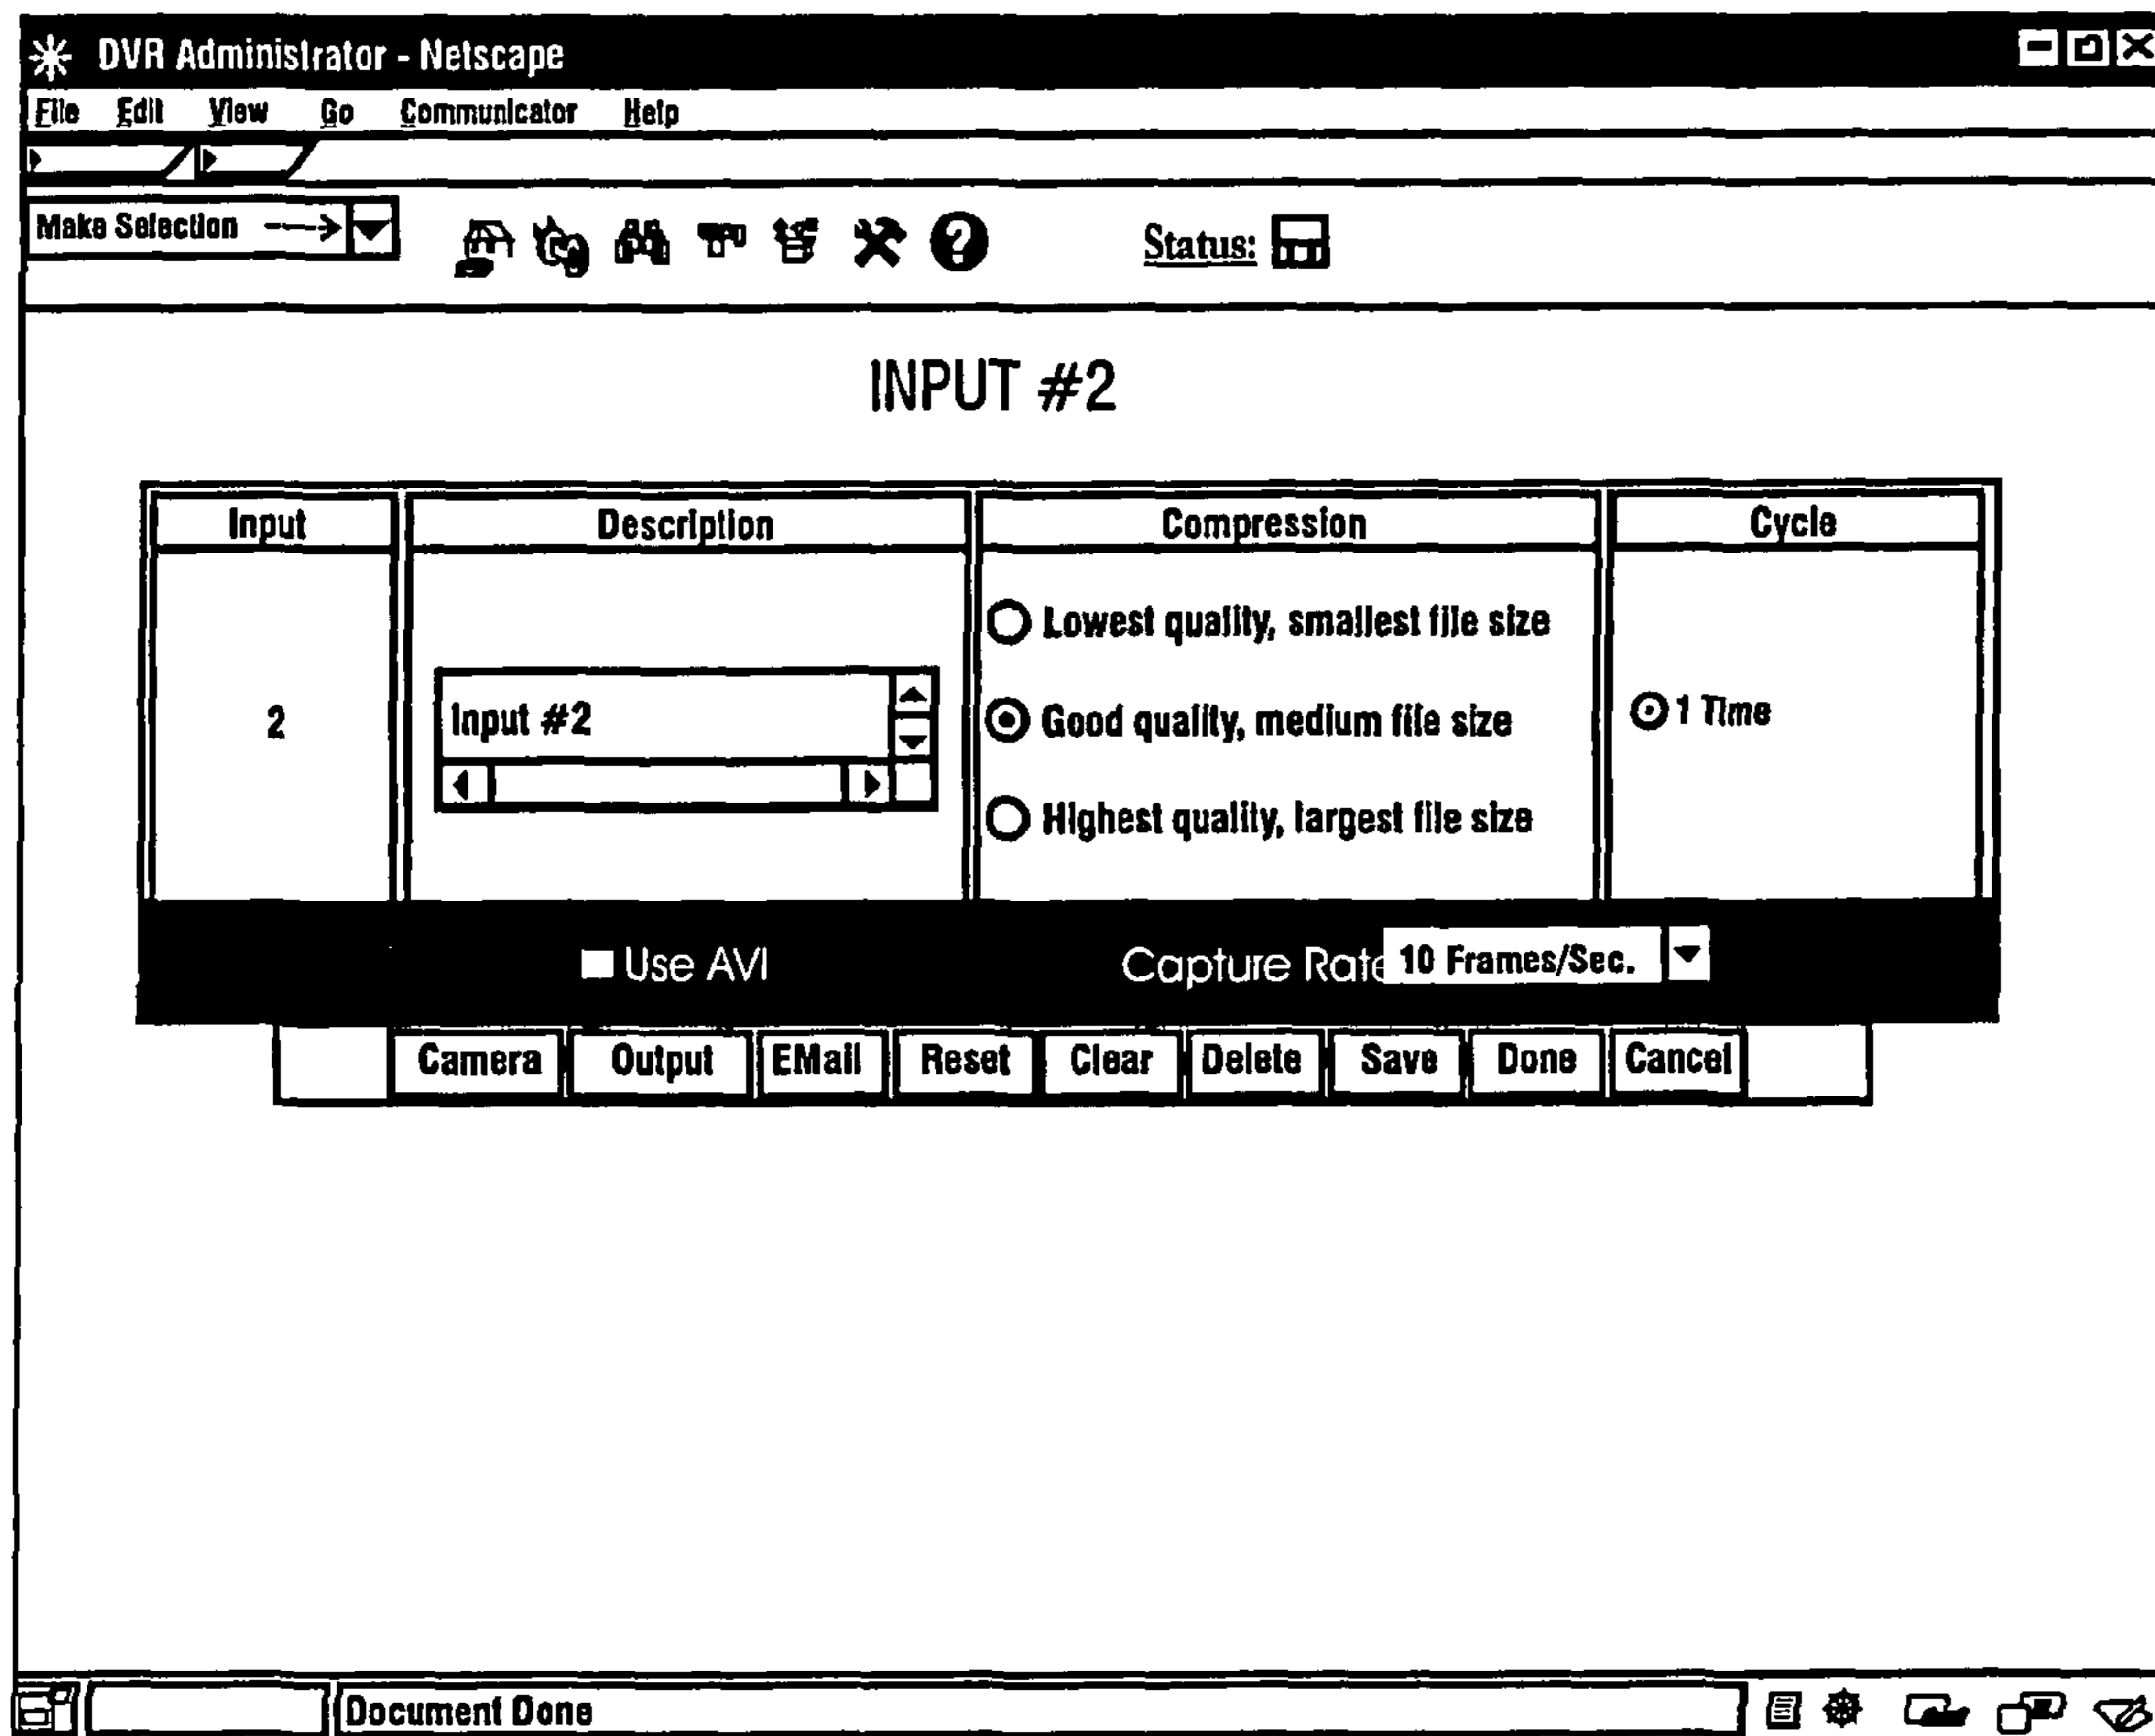 DVR Administrator - Netscape
File Edit View Go Communicator Help
Make Selection ---> Status:
INPUT #2
Input Description Compression Cycle
Lowest quality, smallest file size
2 Input #2 Good quality, medium file size 1 Time
Highest quality, largest file size
Use AVI Capture Rate 10 Frames/Sec.
Camera Output EMail Reset Clear Delete Save Done Cancel
Document Done